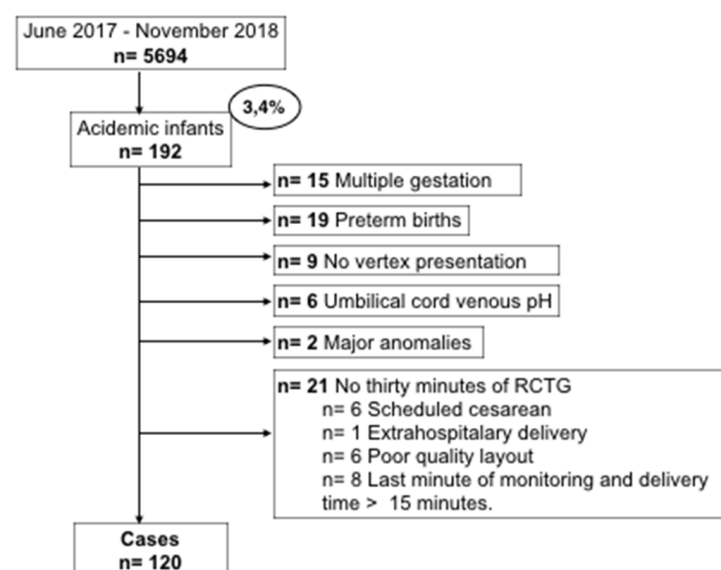 June 2017 - November 2018
n= 5694
3,4%
Acidemic infants
n= 192
n= 15 Multiple gestation
n= 19 Preterm births
n= 9 No vertex presentation
n= 6 Umbilical cord venous pH
n= 2 Major anomalies
n= 21 No thirty minutes of RCTG
n= 6 Scheduled cesarean
n= 1 Extrahospitalary delivery
n= 6 Poor quality layout
n= 8 Last minute of monitoring and delivery
time > 15 minutes.
Cases
n= 120